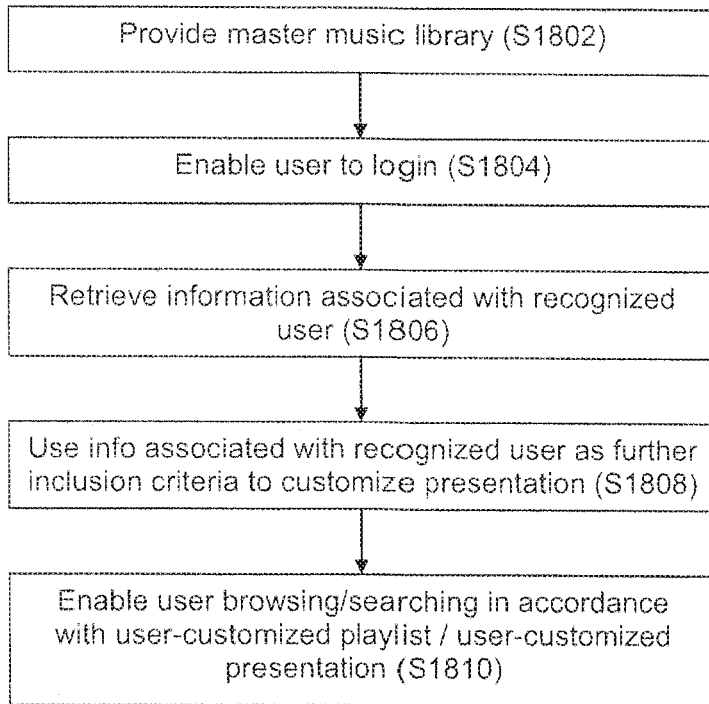 Provide master music library (S1802)
Enable user to login (S1804)
Retrieve information associated with recognized
user (S1806)
Use info associated with recognized user as further
inclusion criteria to customize presentation (S1808)
Enable user browsing/searching in accordance
with user-customized playlist / user-customized
presentation (S1810)